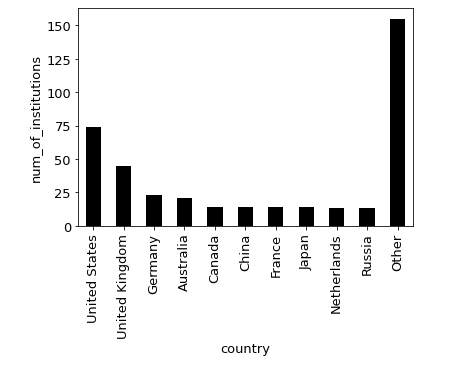 150
125
100
75
50
25
0
num_of_institutions
United States
United Kingdom
Germany
Australia
Canada
China
France
Japan
Netherlands
Russia
Other
country